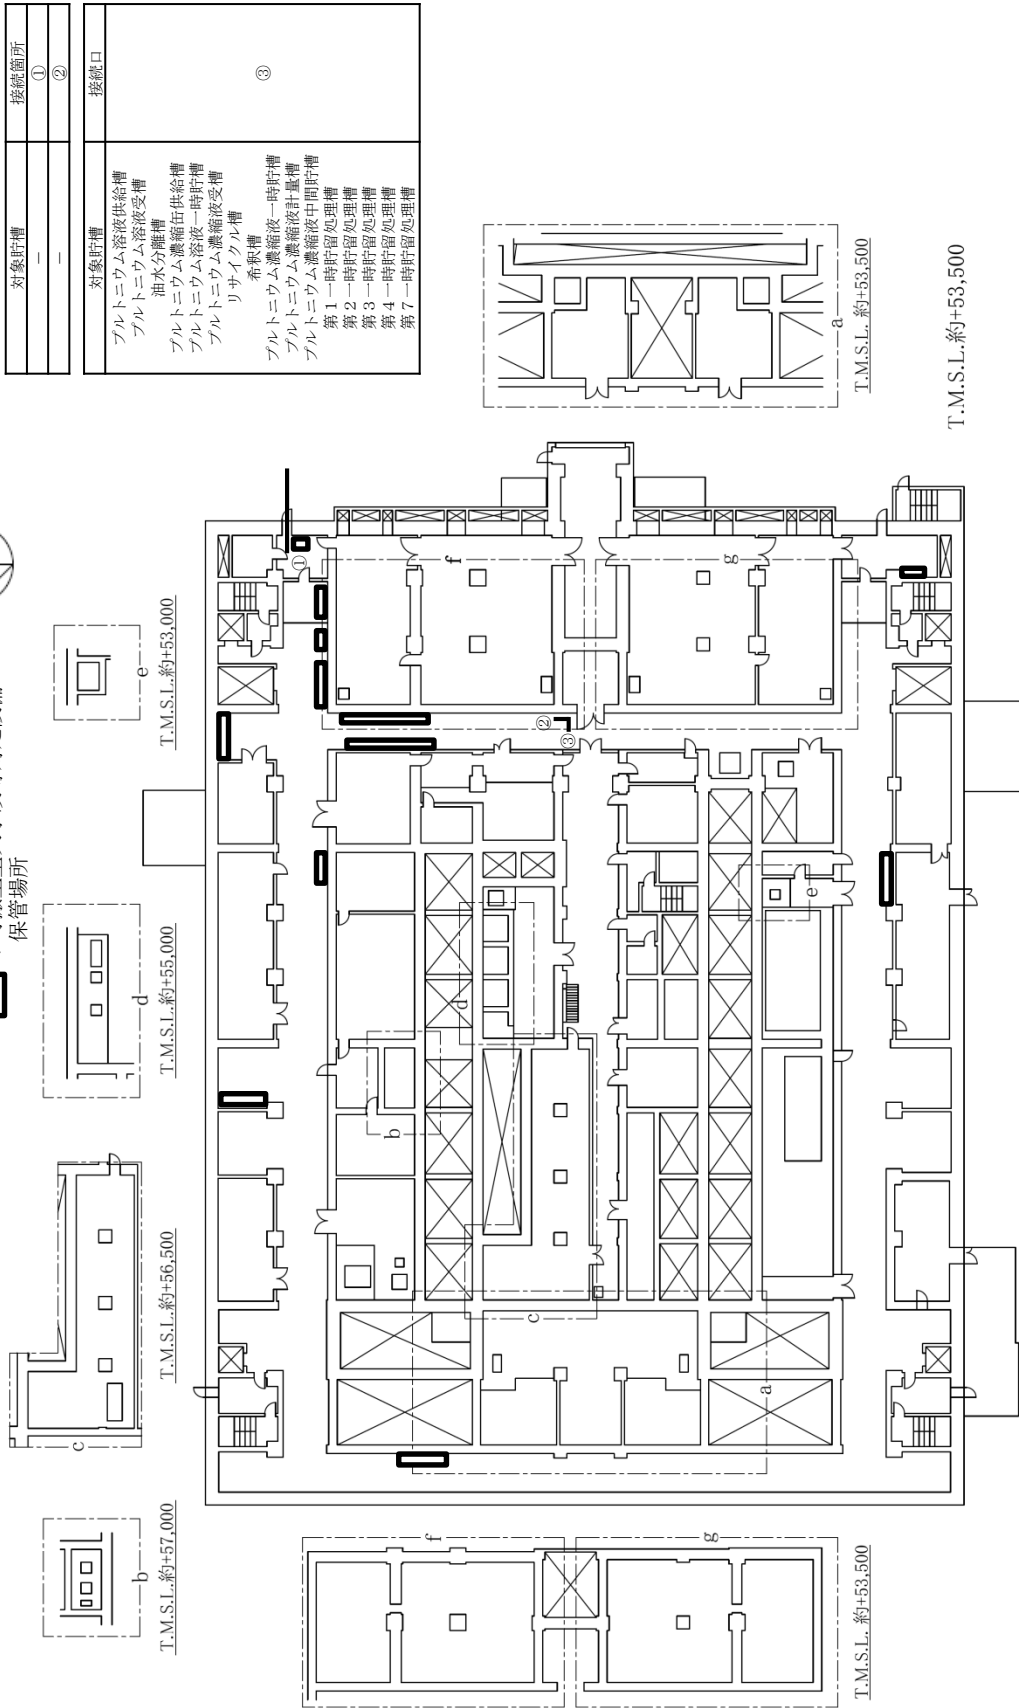 対象貯槽 接続箇所
－ ①
－ ②
対象貯槽 接続口
プルトニウム溶液供給槽
プルトニウム溶液受槽
油水分離槽
プルトニウム濃縮缶供給槽
プルトニウム溶液一時貯槽
プルトニウム濃縮液受槽
リサイクル槽
希釈槽
プルトニウム濃縮液一時貯槽
プルトニウム濃縮液計量槽
プルトニウム濃縮液中間貯槽
第１一時貯留処理槽
第２一時貯留処理槽
第３一時貯留処理槽
第４一時貯留処理槽
第７一時貯留処理槽
③
保管場所
b
T.M.S.L.約+57,000
c
T.M.S.L.約+56,500
d
T.M.S.L.約+55,000
e
T.M.S.L.約+53,000
①
②
③
a
b
c
d
e
f
g
f
g
T.M.S.L. 約+53,500
a
T.M.S.L. 約+53,500
T.M.S.L.約+53,500